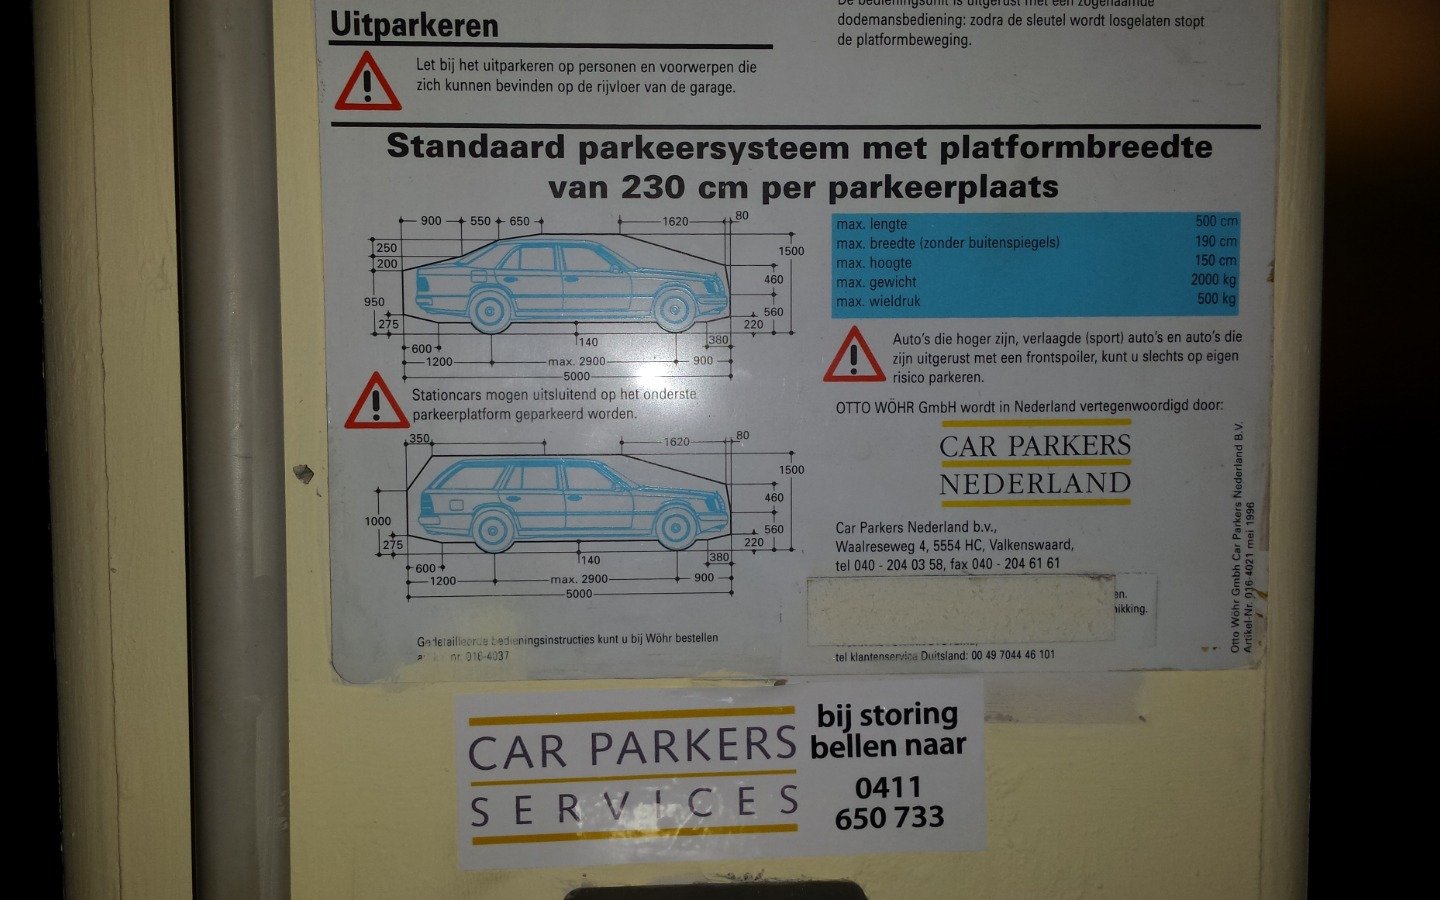 Uitparkeren
Let bij het uitparkeren op personen en voorwerpen die
zich kunnen bevinden op de rijvloer van de garage.
De bedieningsunit is uitgerust met een zogenaamde
dodemansbediening: zodra de sleutel wordt losgelaten stopt
de platformbeweging.
Standaard parkeersysteem met platformbreedte
van 230 cm per parkeerplaats
900 550 650 1620 80
250
200
950
275
1500
460
560
220
140
380
600
1200 max. 2900 900
5000
Stationcars mogen uitsluitend op het onderste
parkeerplatform geparkeerd worden.
350 1620 80
1000
275
1500
460
560
220
140
380
600
1200 max. 2900 900
5000
Gedetailleerde bedieningsinstructies kunt u bij Wöhr bestellen
nr. 016-4037
max. lengte 500 cm
max. breedte (zonder buitenspiegels) 190 cm
max. hoogte 150 cm
max. gewicht 2000 kg
max. wieldruk 500 kg
Auto's die hoger zijn, verlaagde (sport) auto's en auto's die
zijn uitgerust met een frontspoiler, kunt u slechts op eigen
risico parkeren.
OTTO WÖHR GmbH wordt in Nederland vertegenwoordigd door:
CAR PARKERS
NEDERLAND
Car Parkers Nederland b.v.,
Waalreseweg 4, 5554 HC, Valkenswaard,
tel 040 - 204 03 58, fax 040 - 204 61 61
tel klantenservice Duitsland: 00 49 7044 46 101
Otto Wöhr Gmbh Car Parkers Nederland B.V.
Artikel-Nr. 016-4021 mei 1996
CAR PARKERS
SERVICES
bij storing
bellen naar
0411
650 733